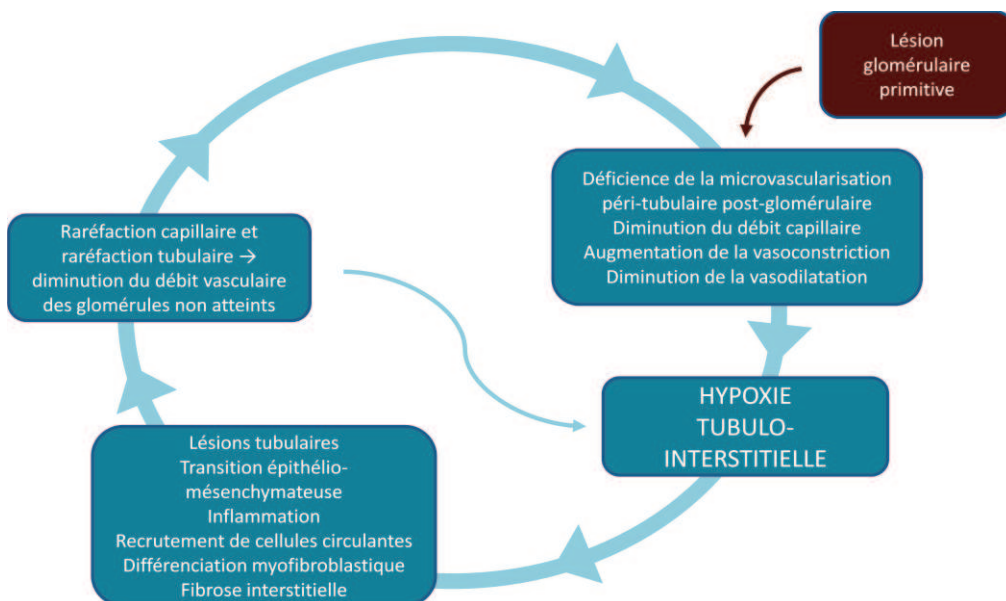 Lésion
glomérulaire
primitive
Déficience de la microvascularisation
péri-tubulaire post-glomérulaire
Diminution du débit capillaire
Augmentation de la vasoconstriction
Diminution de la vasodilatation
HYPOXIE
TUBULO-
INTERSTITIELLE
Lésions tubulaires
Transition épithélio-
mésenchymateuse
Inflammation
Recrutement de cellules circulantes
Différenciation myofibroblastique
Fibrose interstitielle
Raréfaction capillaire et
raréfaction tubulaire →
diminution du débit vasculaire
des glomérules non atteints